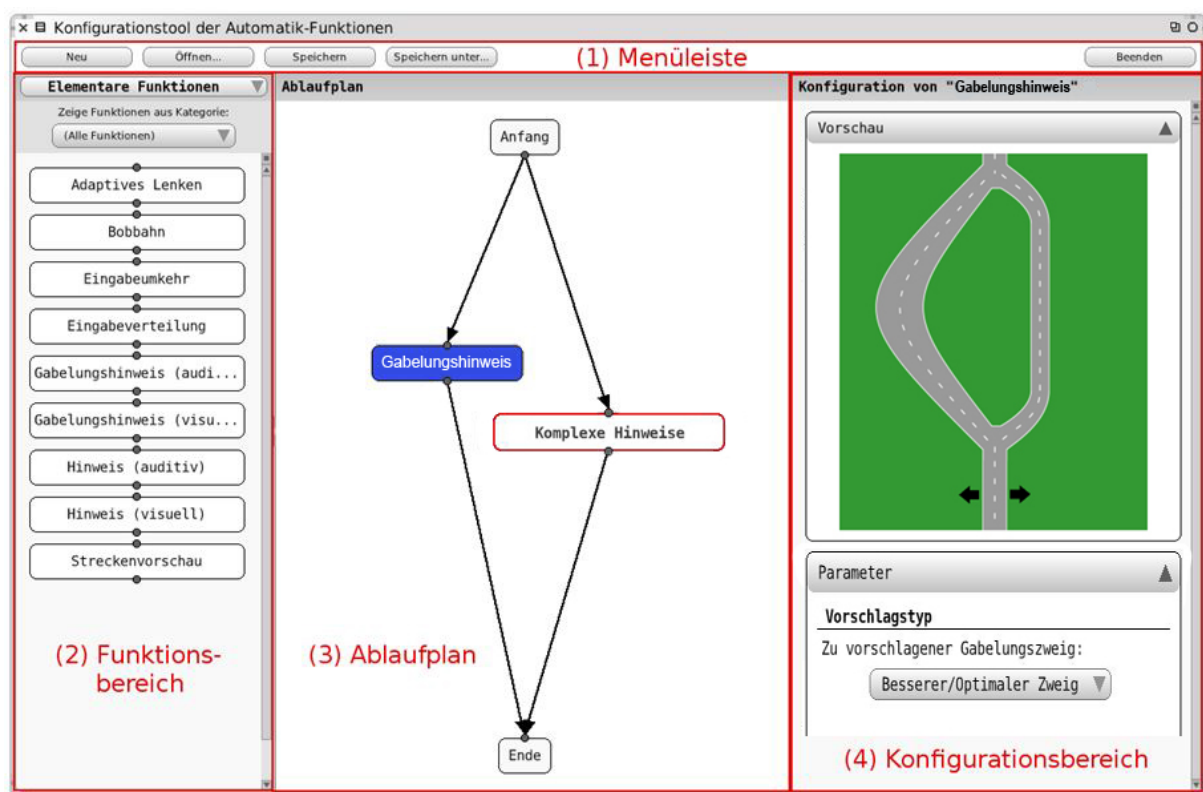 Konfigurationstool der Automatik-Funktionen
Neu
Öffnen...
Speichern
Speichern unter...
(1) Menüleiste
Beenden
Elementare Funktionen
Zeige Funktionen aus Kategorie:
(Alle Funktionen)
Adaptives Lenken
Bobbahn
Eingabeumkehr
Eingabeverteilung
Gabelungshinweis (audi...
Gabelungshinweis (visu...
Hinweis (auditiv)
Hinweis (visuell)
Streckenvorschau
(2) Funktions-
bereich
Ablaufplan
Anfang
Gabelungshinweis
Komplexe Hinweise
(3) Ablaufplan
Ende
Konfiguration von "Gabelungshinweis"
Vorschau
Parameter
Vorschlagstyp
Zu vorschlagener Gabelungszweig:
Besserer/Optimaler Zweig
(4) Konfigurationsbereich